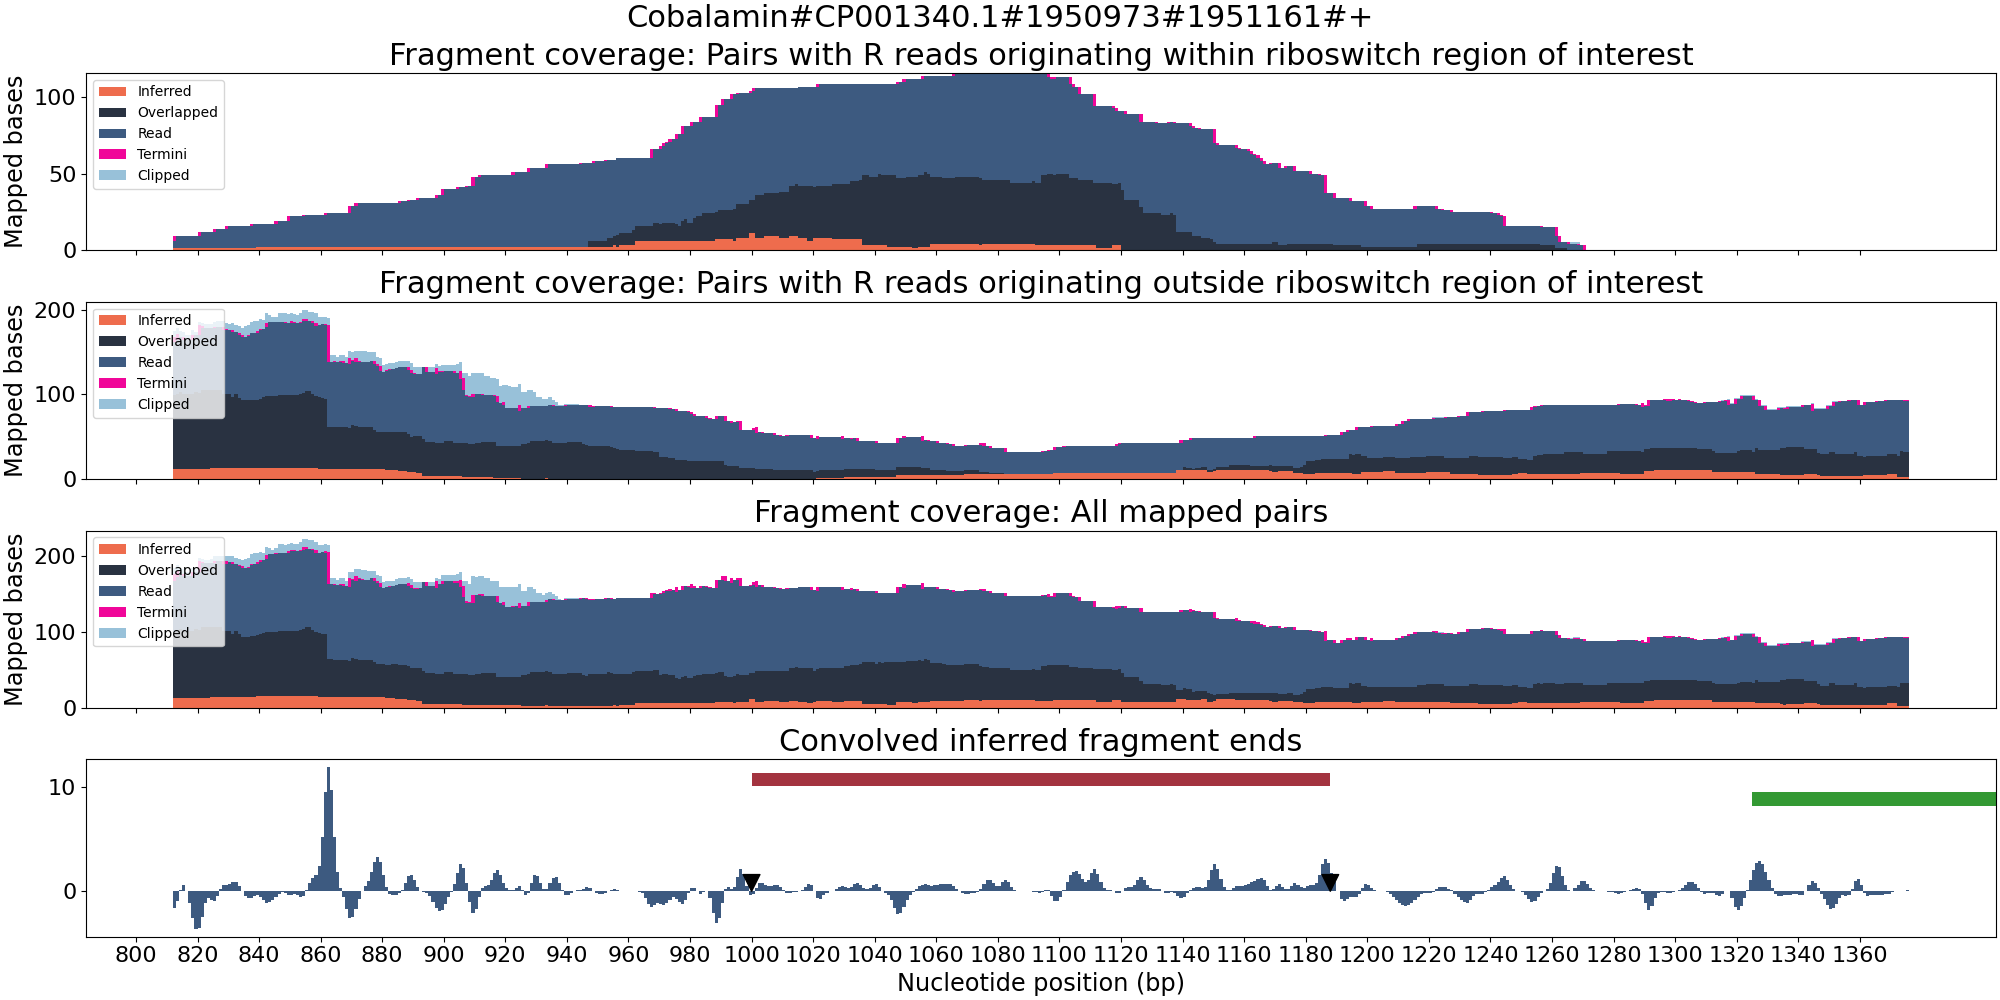 Cobalamin#CP001340.1#1950973#1951161#+
Fragment coverage: Pairs with R reads originating within riboswitch region of interest
Mapped bases
100
50
0
Inferred
Overlapped
Read
Termini
Clipped
Fragment coverage: Pairs with R reads originating outside riboswitch region of interest
Mapped bases
200
100
0
Inferred
Overlapped
Read
Termini
Clipped
Fragment coverage: All mapped pairs
Mapped bases
200
100
0
Inferred
Overlapped
Read
Termini
Clipped
Convolved inferred fragment ends
10
0
800 820 840 860 880 900 920 940 960 980 1000 1020 1040 1060 1080 1100 1120 1140 1160 1180 1200 1220 1240 1260 1280 1300 1320 1340 1360
Nucleotide position (bp)